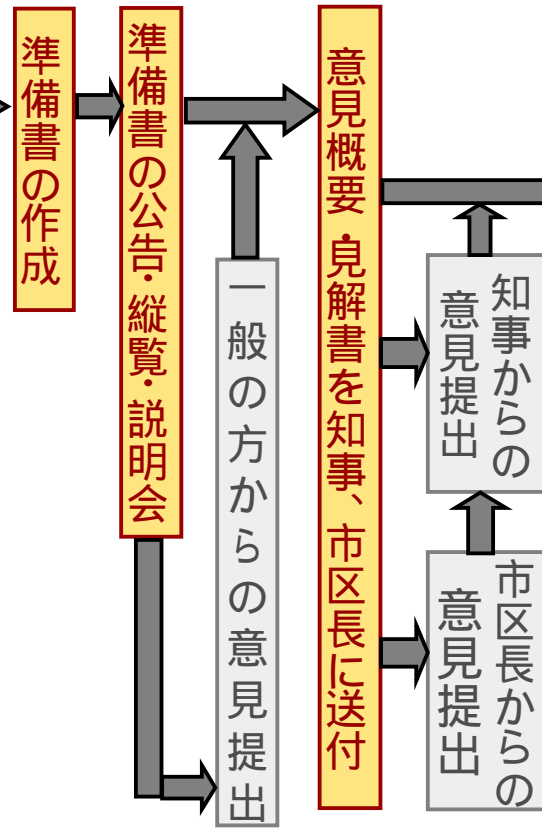 準備書の作成
準備書の公告・縦覧・説明会
一般の方からの意見提出
意見概要・見解書を知事、市区長に送付
知事からの
意見提出
市区長からの
意見提出